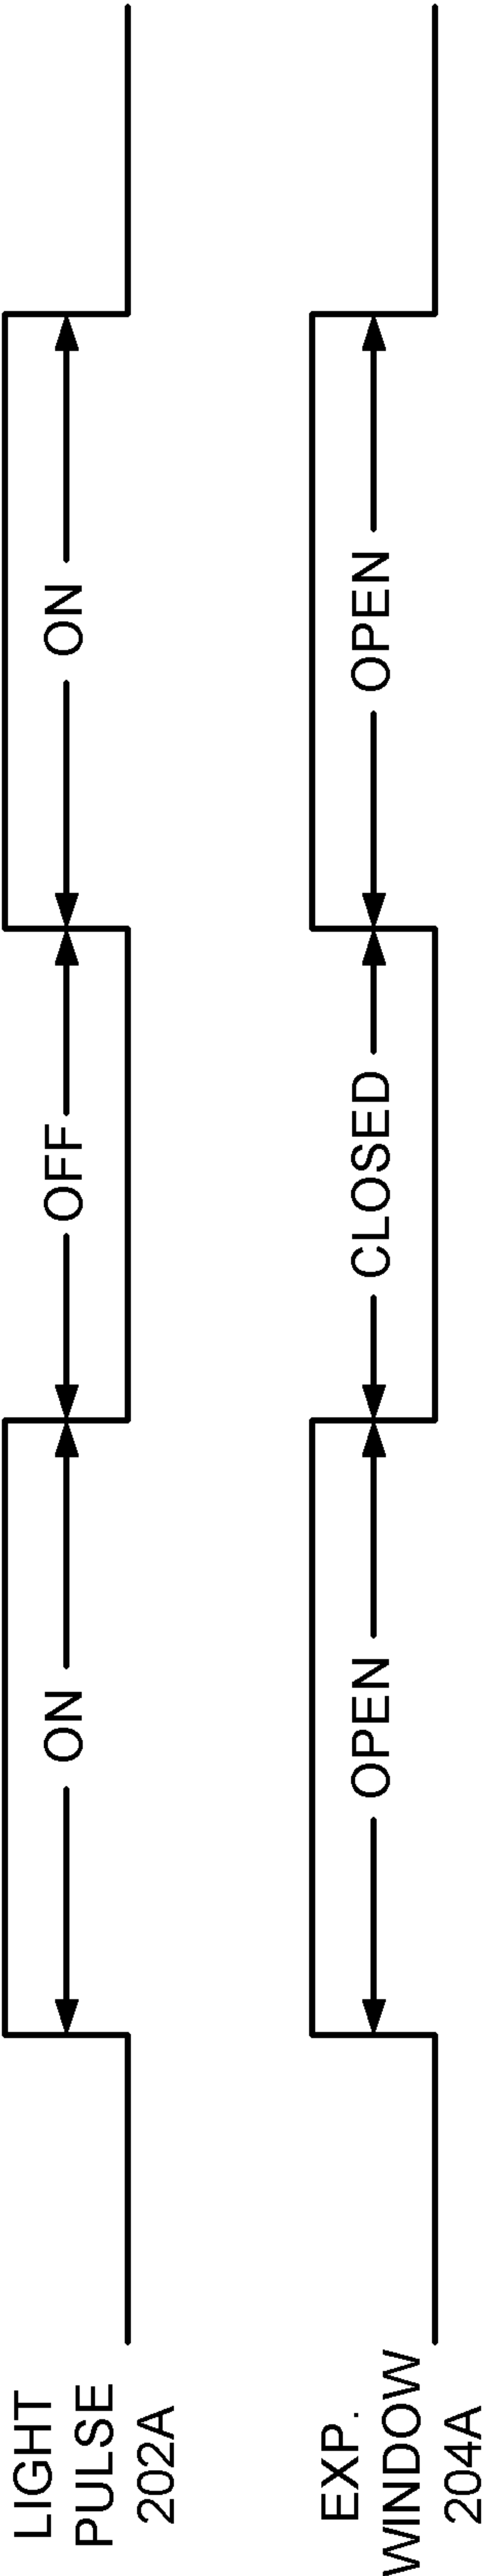 LIGHT
PULSE
202A
ON
OFF
ON
EXP.
WINDOW
204A
OPEN
CLOSED
OPEN